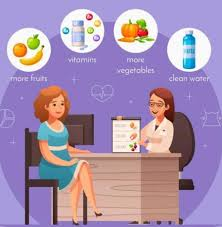 more fruits
vitamins
more
vegetables
clean water